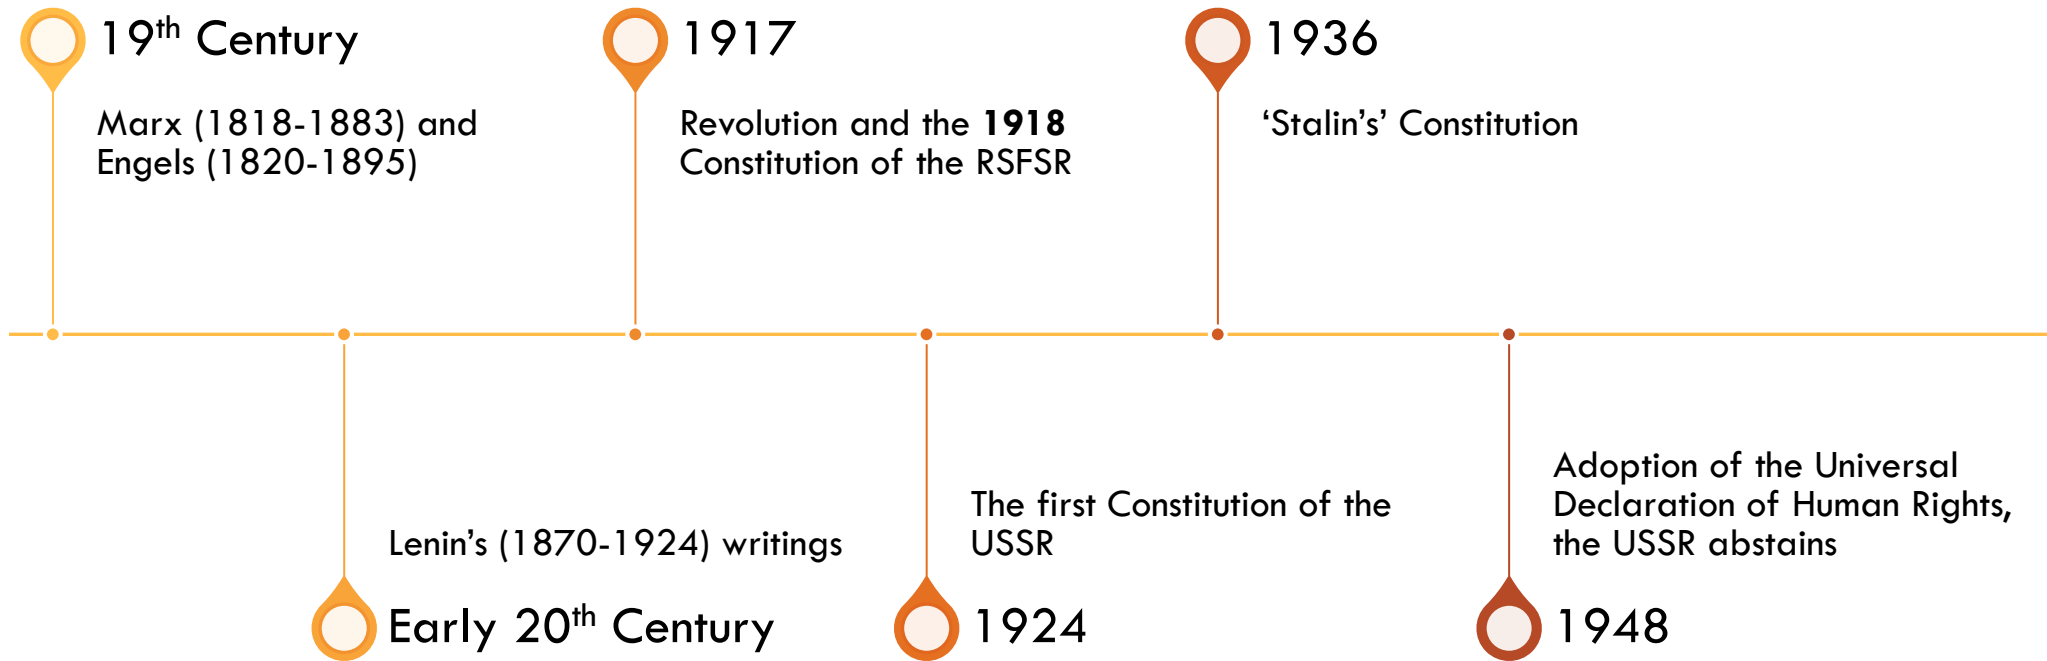 19th Century
Marx (1818-1883) and
Engels (1820-1895)
Lenin’s (1870-1924) writings
Early 20th Century
1917
Revolution and the 1918
Constitution of the RSFSR
The first Constitution of the
USSR
1924
1936
‘Stalin’s’ Constitution
Adoption of the Universal
Declaration of Human Rights,
the USSR abstains
1948